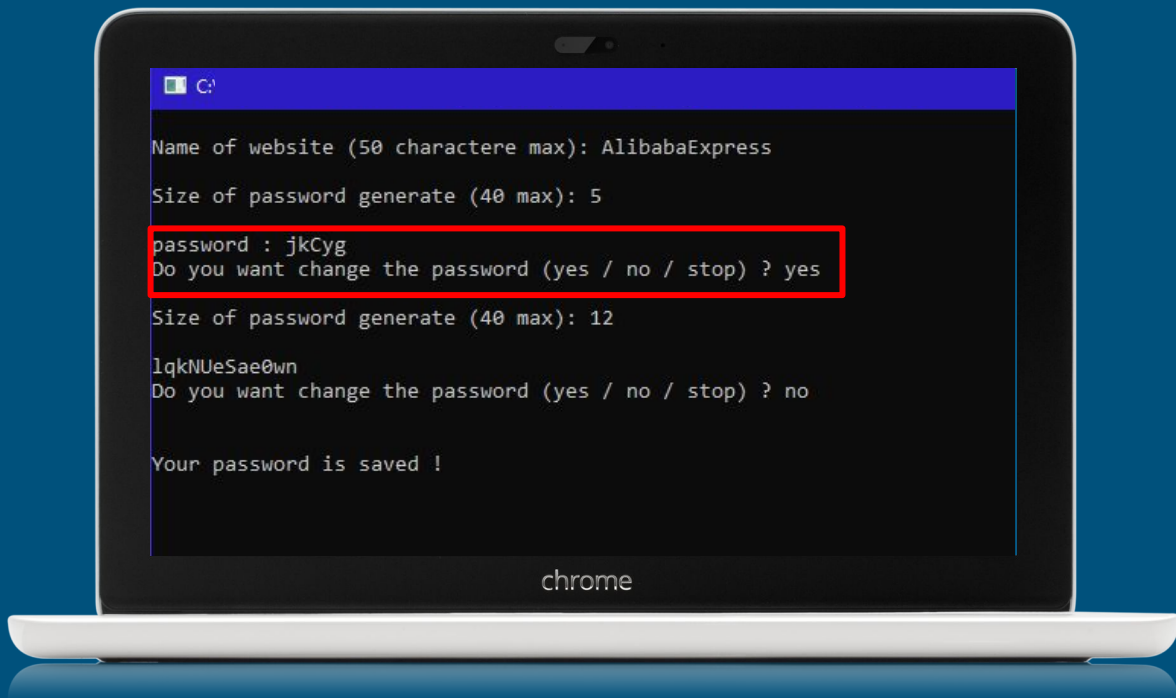 C:\
Name of website (50 charactere max): AlibabaExpress
Size of password generate (40 max): 5
password : jkCyg
Do you want change the password (yes / no / stop) ? yes
Size of password generate (40 max): 12
lqkNUeSae0wn
Do you want change the password (yes / no / stop) ? no
Your password is saved !
chrome